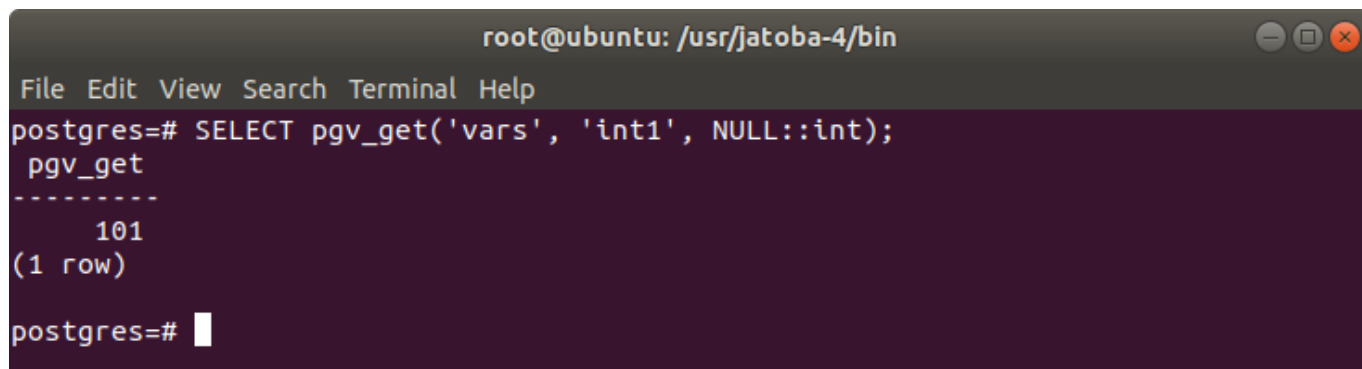 root@ubuntu: /usr/jatoba-4/bin
File Edit View Search Terminal Help
postgres=# SELECT pgv_get('vars', 'int1', NULL::int);
 pgv_get
---------
     101
(1 row)

postgres=#